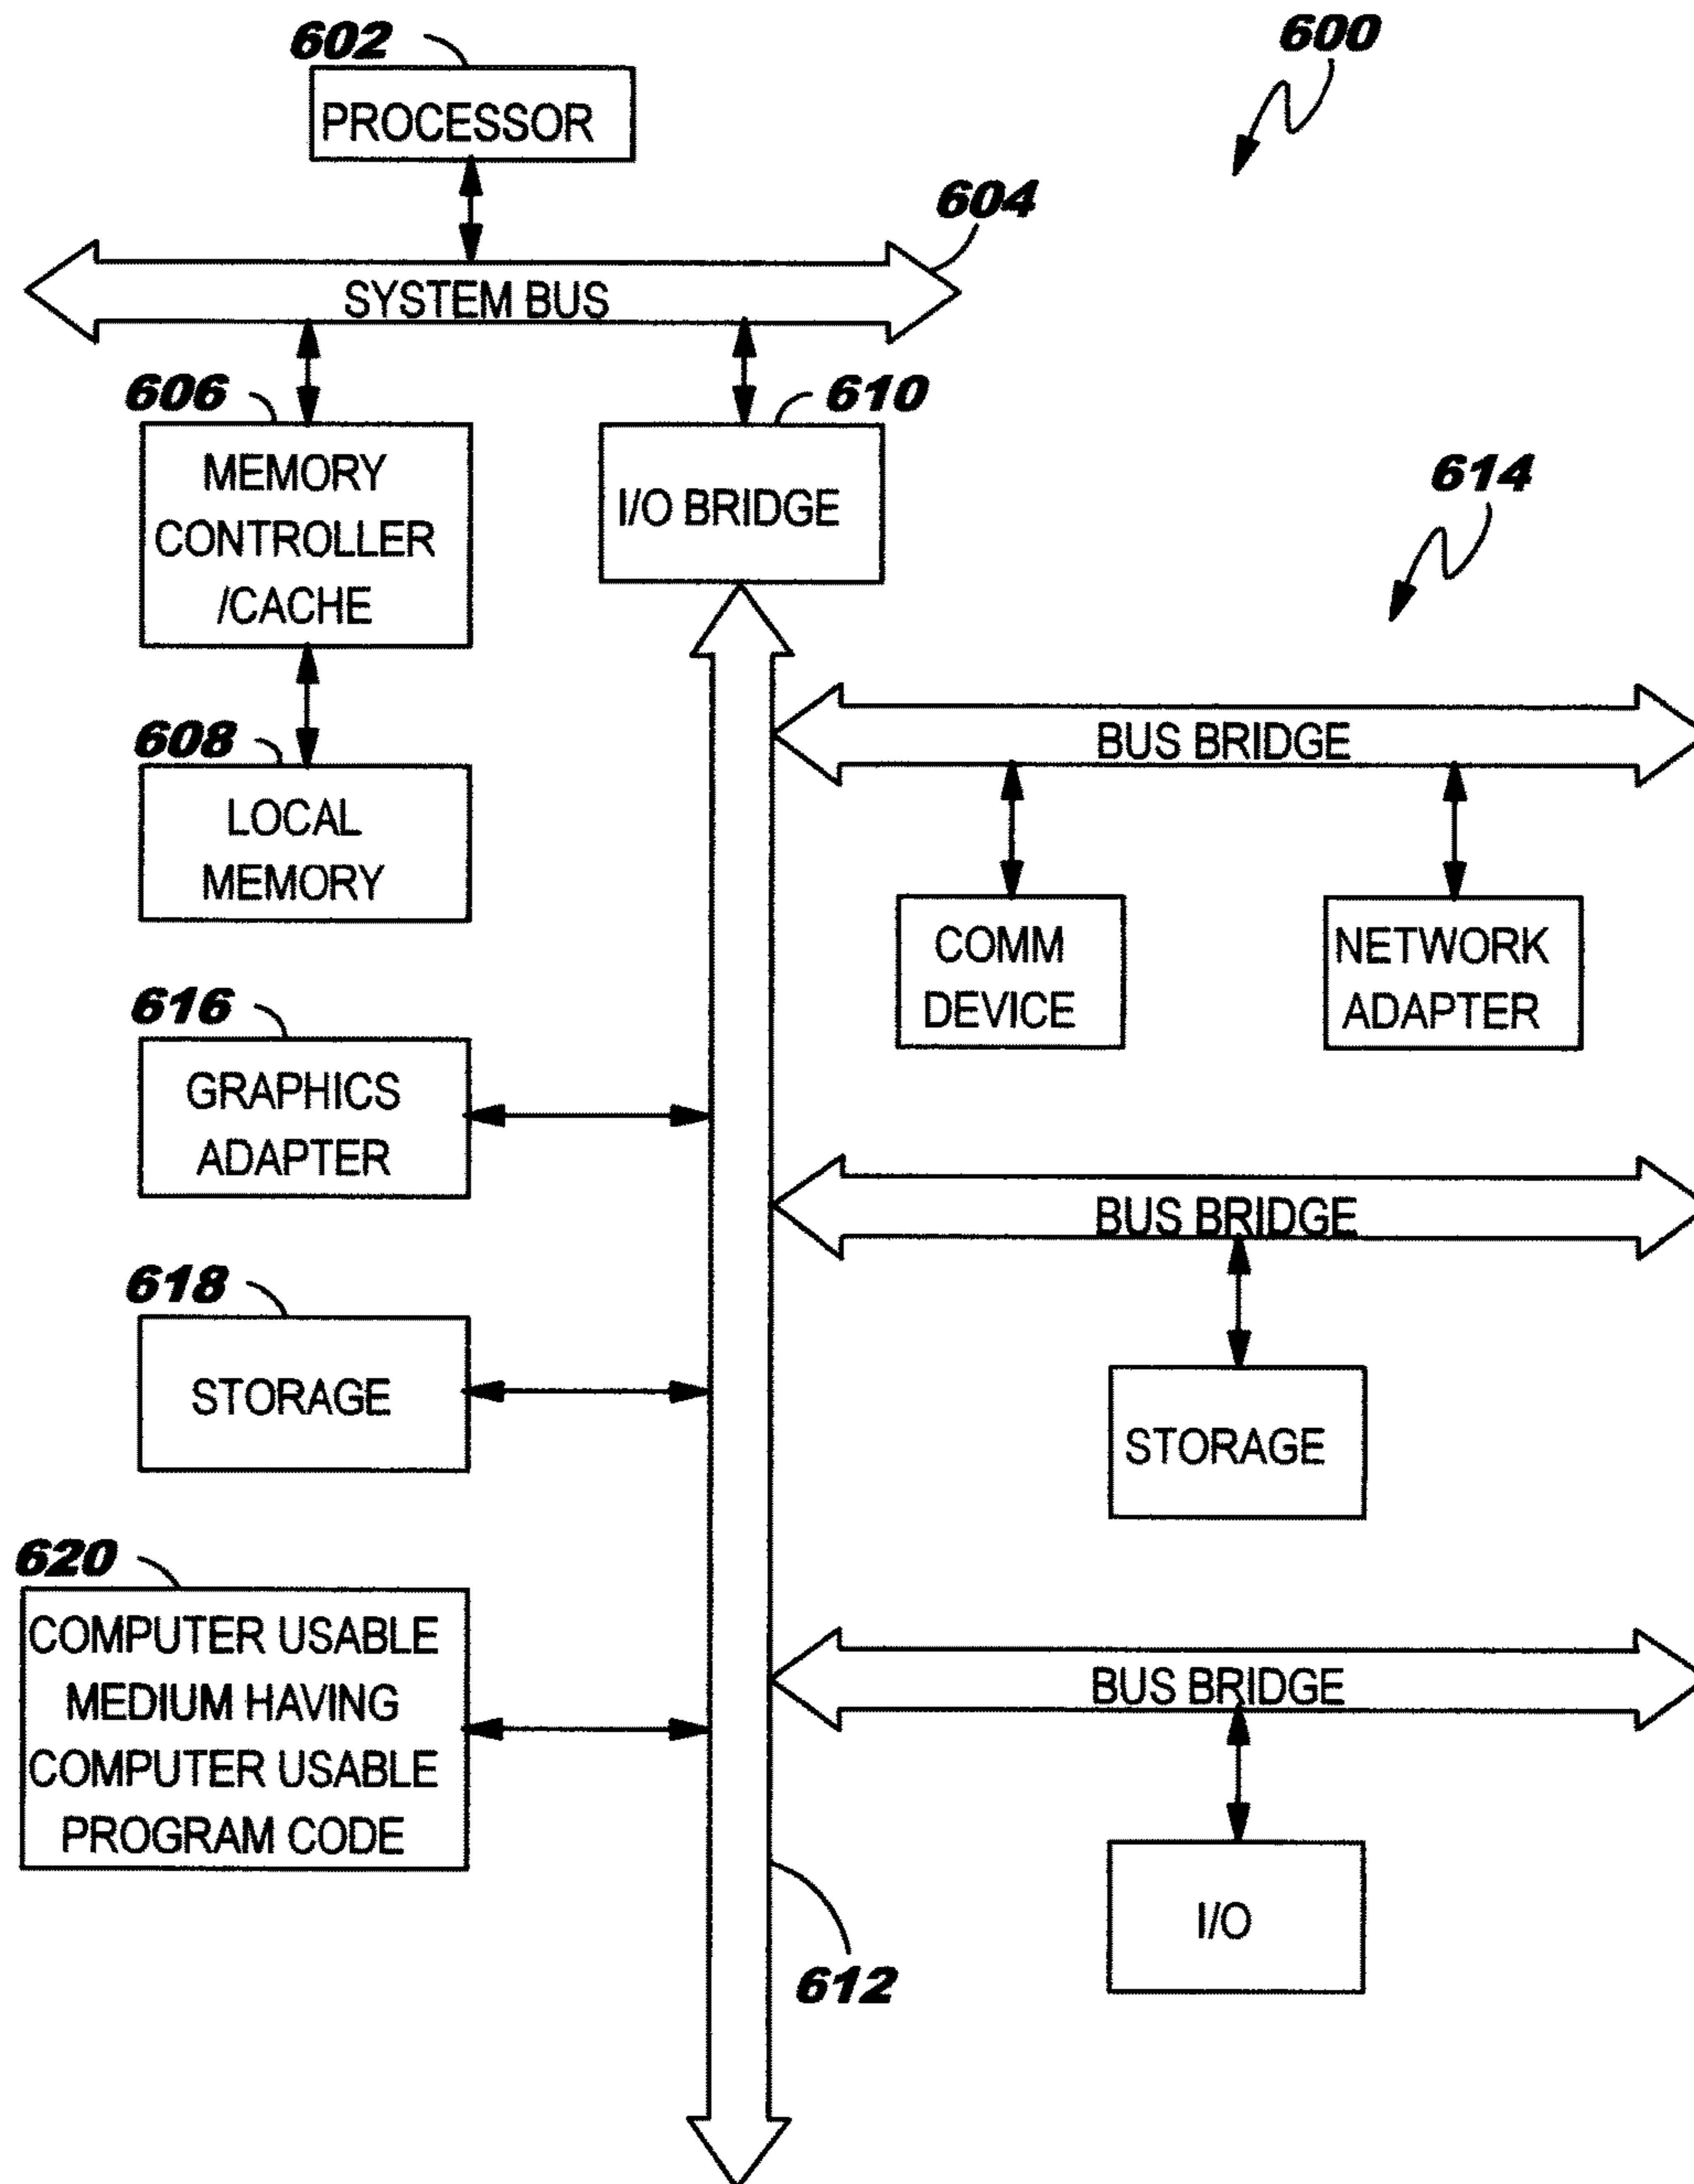 602
600
PROCESSOR
604
SYSTEM BUS
606
610
MEMORY
CONTROLLER
/CACHE
I/O BRIDGE
614
608
LOCAL
MEMORY
BUS BRIDGE
COMM
DEVICE
NETWORK
ADAPTER
616
GRAPHICS
ADAPTER
BUS BRIDGE
618
STORAGE
STORAGE
620
COMPUTER USABLE
MEDIUM HAVING
COMPUTER USABLE
PROGRAM CODE
BUS BRIDGE
I/O
612